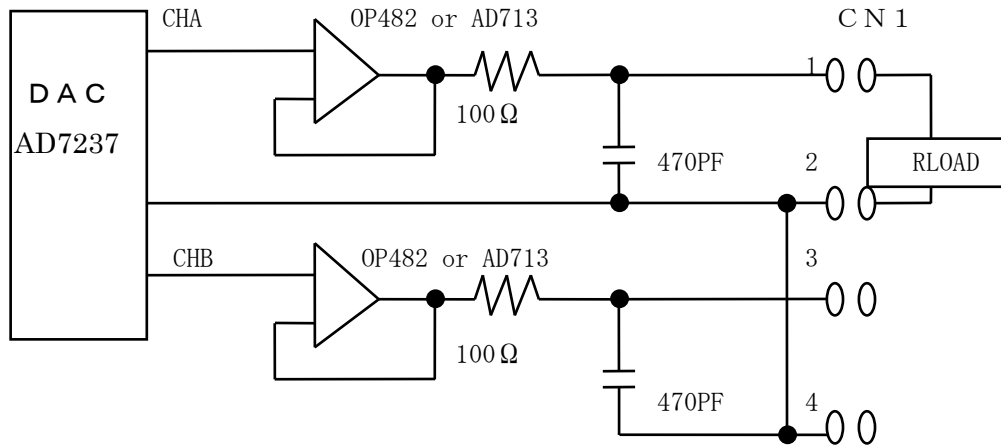 CHA
OP482 or AD713
CN1
DAC
AD7237
100Ω
1
470PF
2
RLOAD
CHB
OP482 or AD713
3
100Ω
470PF
4